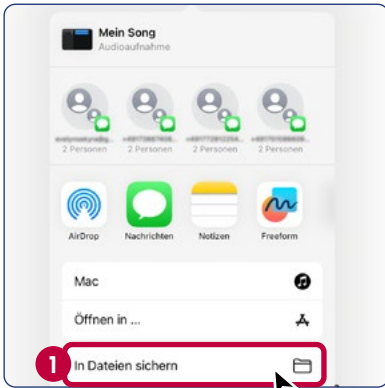 Mein Song
Audioaufnahme
2 Personen 2 Personen 2 Personen 2 Personen
AirDrop Nachrichten Notizen Freeform
Mac
Öffnen in ...
1 In Dateien sichern